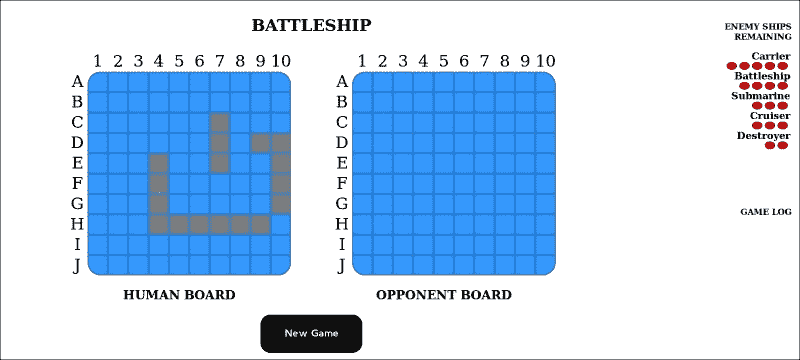 BATTLESHIP
ENEMY SHIPS
REMAINING
1 2 3 4 5 6 7 8 9 10
1 2 3 4 5 6 7 8 9 10
Carrier
Battleship
Submarine
Cruiser
Destroyer
A
B
C
D
E
F
G
H
I
J
A
B
C
D
E
F
G
H
I
J
GAME LOG
HUMAN BOARD
OPPONENT BOARD
New Game